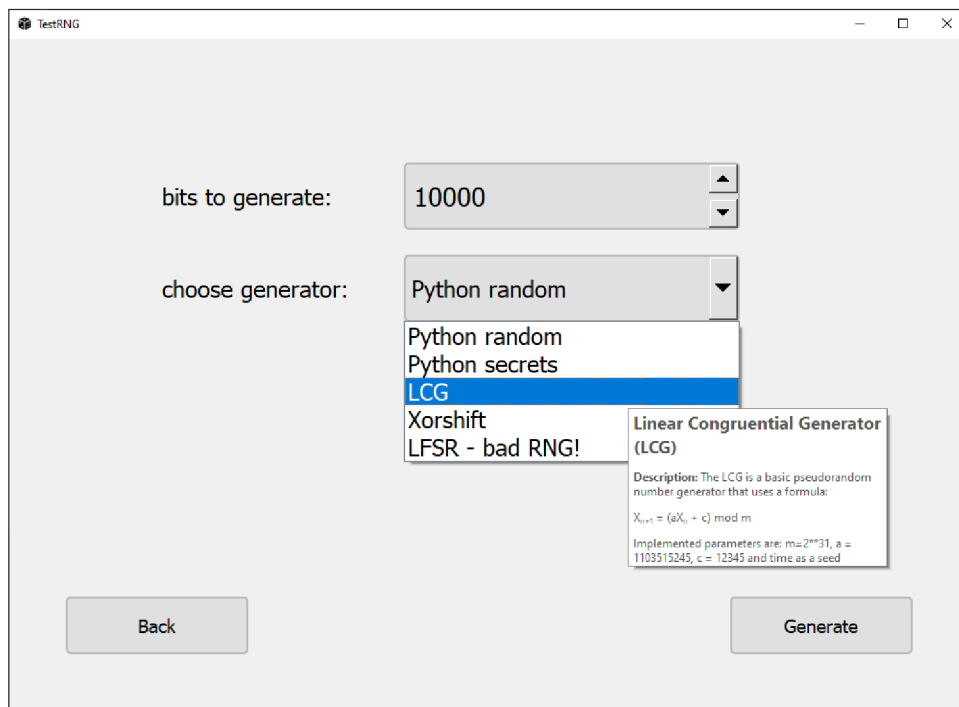 TestRNG
bits to generate:
10000
choose generator:
Python random
Python random
Python secrets
LCG
Xorshift
LFSR - bad RNG!
Linear Congruential Generator
(LCG)
Description: The LCG is a basic pseudorandom
number generator that uses a formula:
Xₙ₊₁ = (aXₙ + c) mod m
Implemented parameters are: m=2**31, a =
1103515245, c = 12345 and time as a seed
Back
Generate